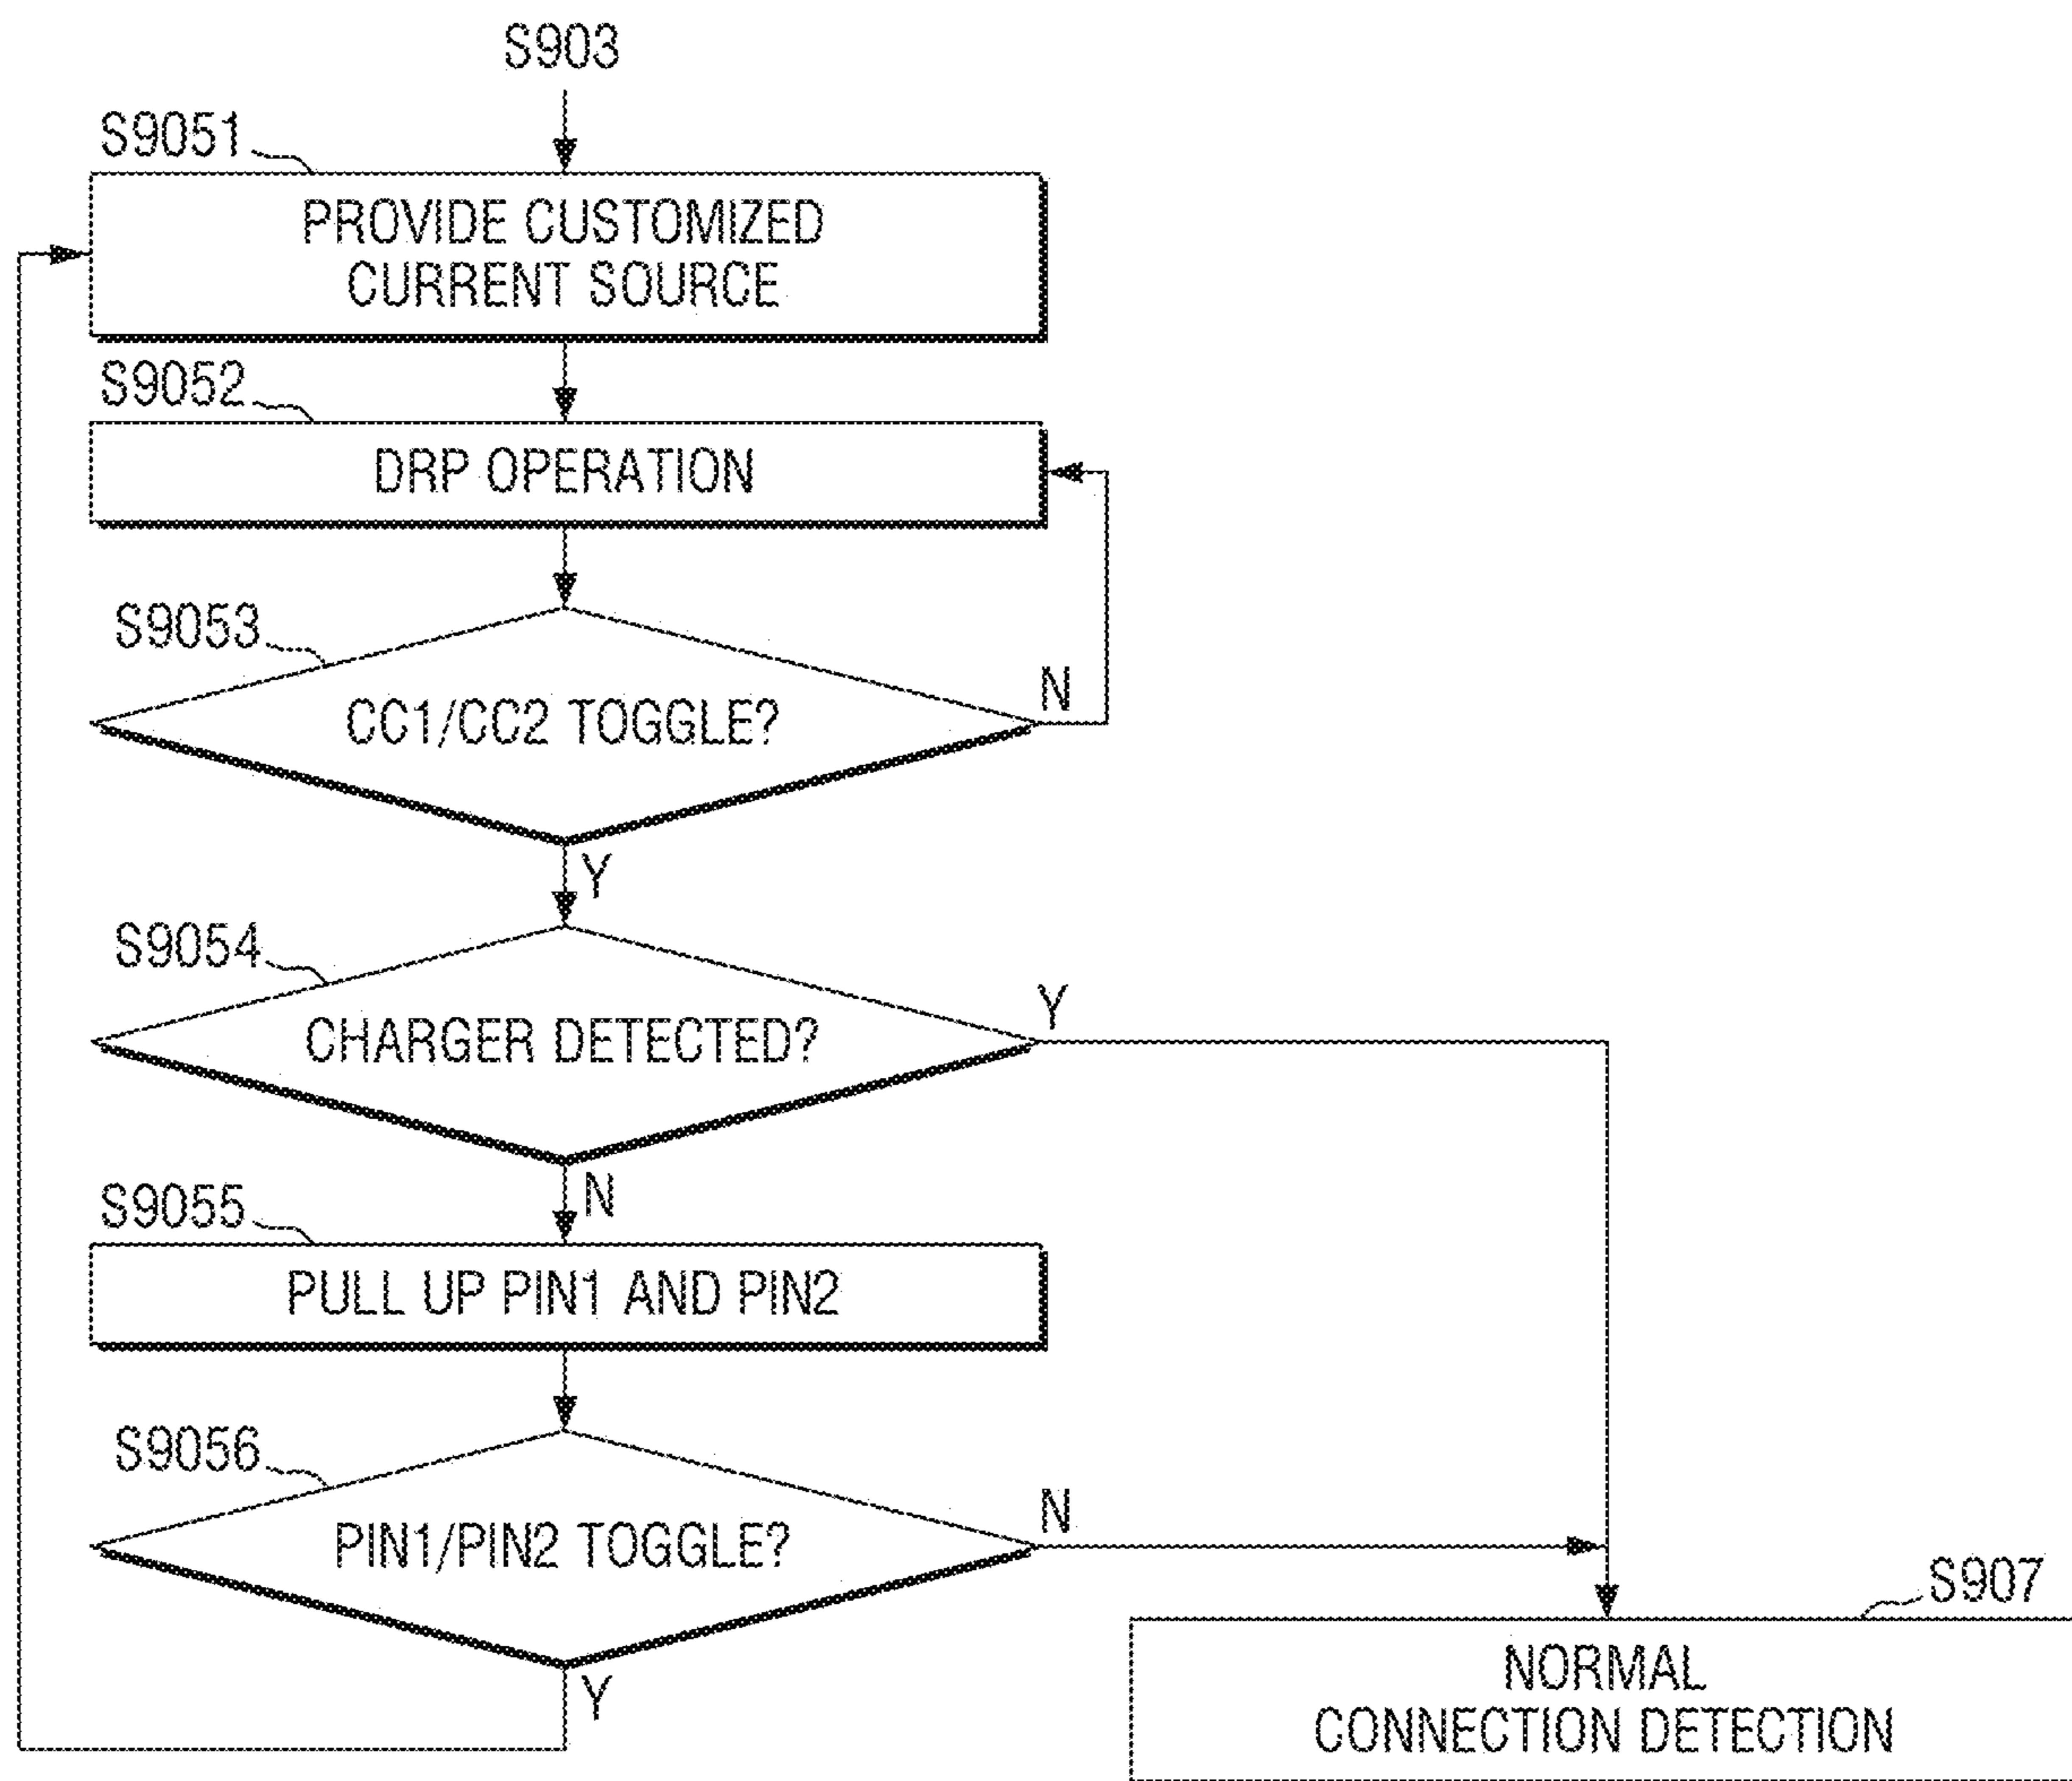 S903
S9051
PROVIDE CUSTOMIZED
CURRENT SOURCE
S9052
DRP OPERATION
S9053
CC1/CC2 TOGGLE?
N
Y
S9054
CHARGER DETECTED?
Y
N
S9055
PULL UP PIN1 AND PIN2
S9056
PIN1/PIN2 TOGGLE?
N
Y
S907
NORMAL
CONNECTION DETECTION